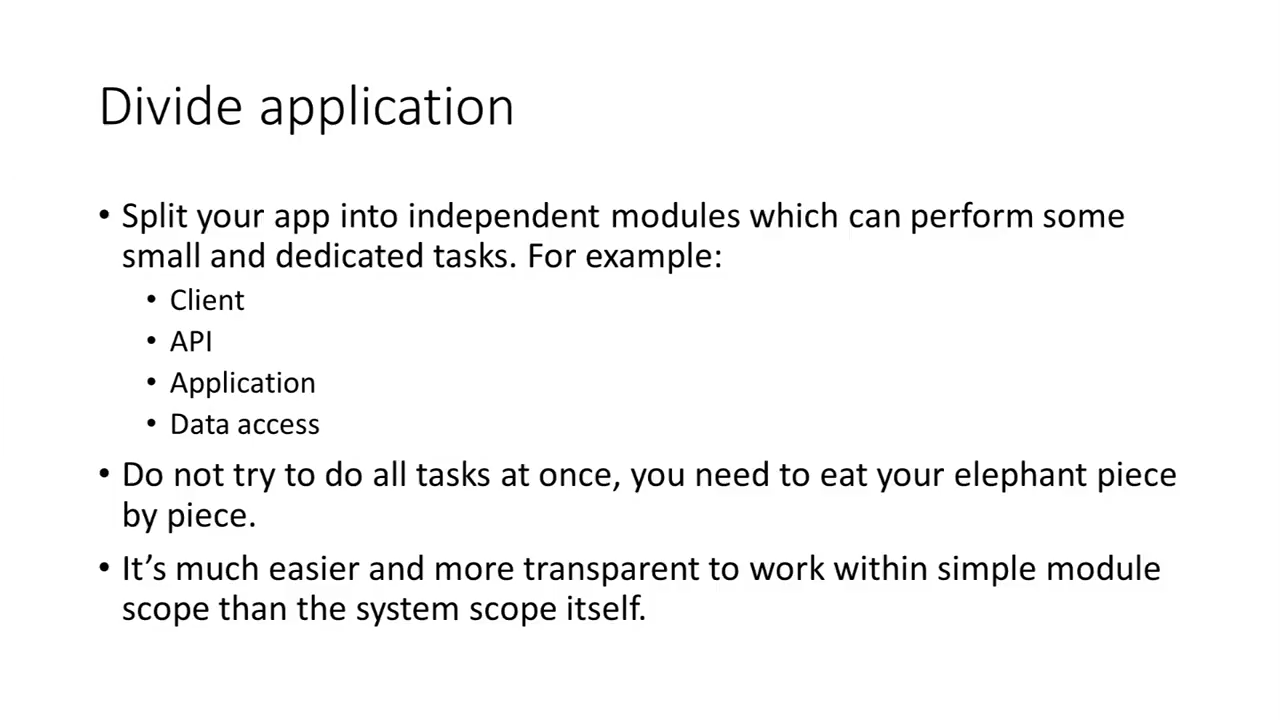 Divide application
• Split your app into independent modules which can perform some
small and dedicated tasks. For example:
• Client
• API
• Application
• Data access
• Do not try to do all tasks at once, you need to eat your elephant piece
by piece.
• It’s much easier and more transparent to work within simple module
scope than the system scope itself.